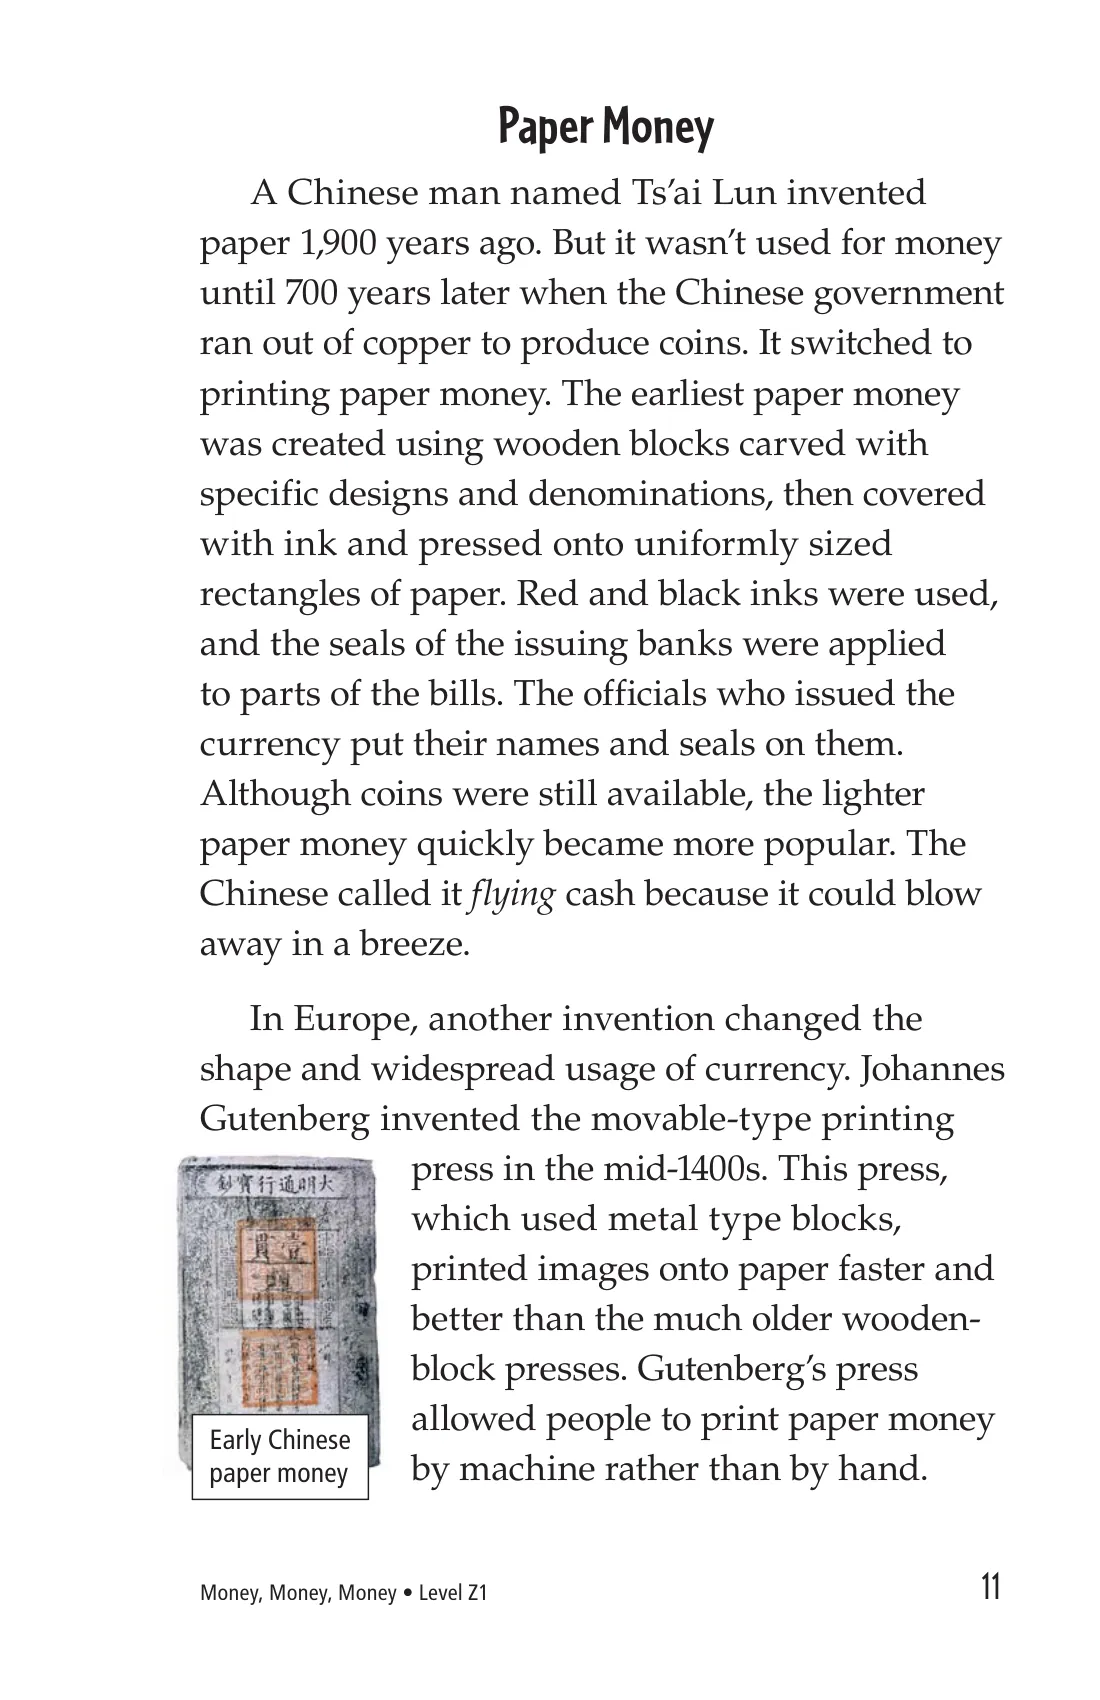 Paper Money
A Chinese man named Ts’ai Lun invented
paper 1,900 years ago. But it wasn’t used for money
until 700 years later when the Chinese government
ran out of copper to produce coins. It switched to
printing paper money. The earliest paper money
was created using wooden blocks carved with
specific designs and denominations, then covered
with ink and pressed onto uniformly sized
rectangles of paper. Red and black inks were used,
and the seals of the issuing banks were applied
to parts of the bills. The officials who issued the
currency put their names and seals on them.
Although coins were still available, the lighter
paper money quickly became more popular. The
Chinese called it flying cash because it could blow
away in a breeze.
In Europe, another invention changed the
shape and widespread usage of currency. Johannes
Gutenberg invented the movable-type printing
press in the mid-1400s. This press,
which used metal type blocks,
printed images onto paper faster and
better than the much older wooden-
block presses. Gutenberg’s press
allowed people to print paper money
by machine rather than by hand.
鈔寶行通明大
貫壹
Early Chinese
paper money
Money, Money, Money • Level Z1
11